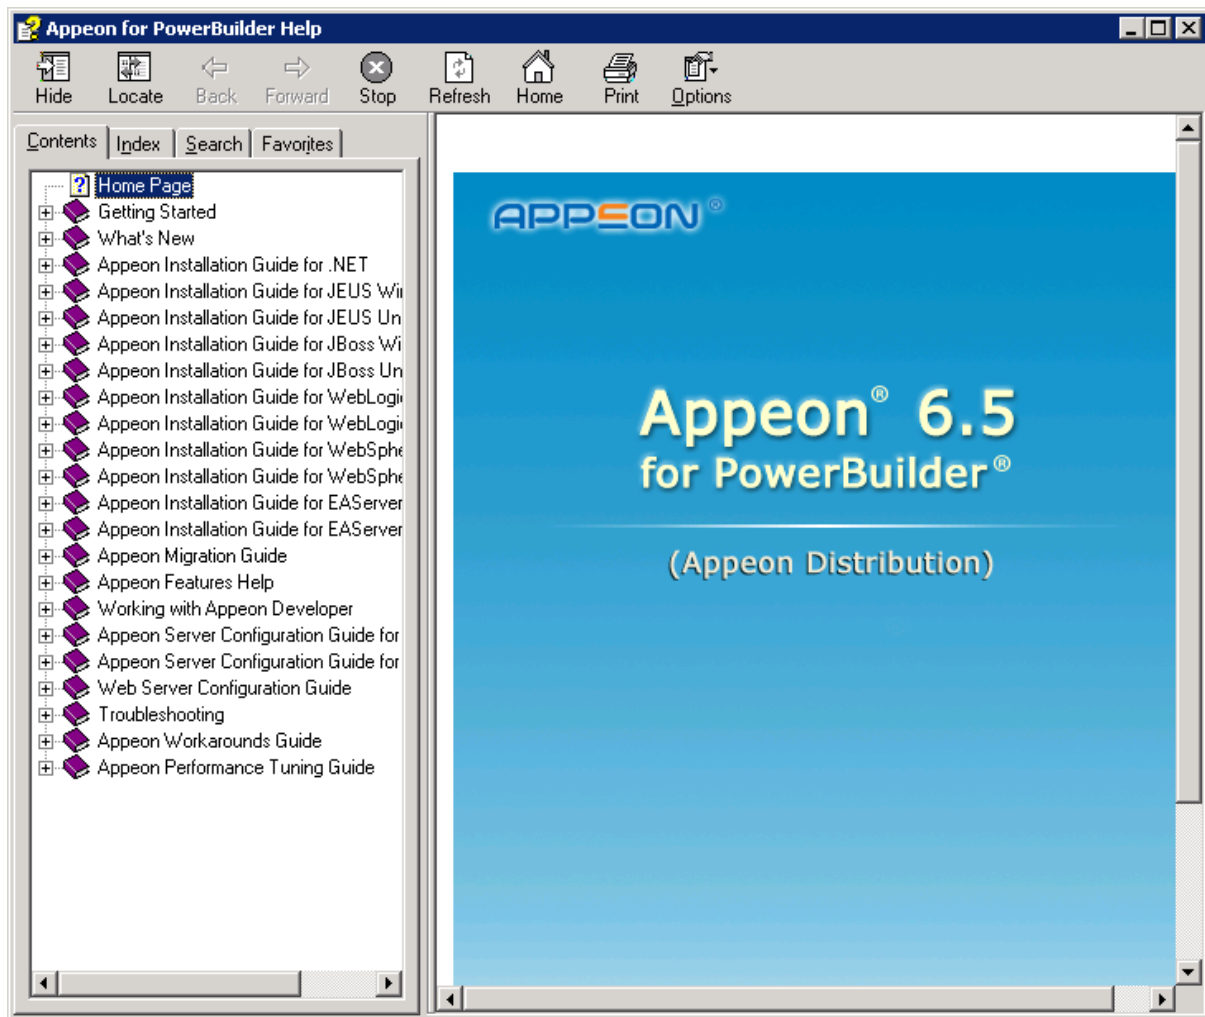 Appeon for PowerBuilder Help
Hide Locate Back Forward Stop Refresh Home Print Options
Contents Index Search Favorites
Home Page
Getting Started
What's New
Appeon Installation Guide for .NET
Appeon Installation Guide for JEUS Wi
Appeon Installation Guide for JEUS Un
Appeon Installation Guide for JBoss Wi
Appeon Installation Guide for JBoss Un
Appeon Installation Guide for WebLogi
Appeon Installation Guide for WebLogi
Appeon Installation Guide for WebSphe
Appeon Installation Guide for WebSphe
Appeon Installation Guide for EAServer
Appeon Installation Guide for EAServer
Appeon Migration Guide
Appeon Features Help
Working with Appeon Developer
Appeon Server Configuration Guide for
Appeon Server Configuration Guide for
Web Server Configuration Guide
Troubleshooting
Appeon Workarounds Guide
Appeon Performance Tuning Guide
APPEON®
Appeon® 6.5
for PowerBuilder®
(Appeon Distribution)